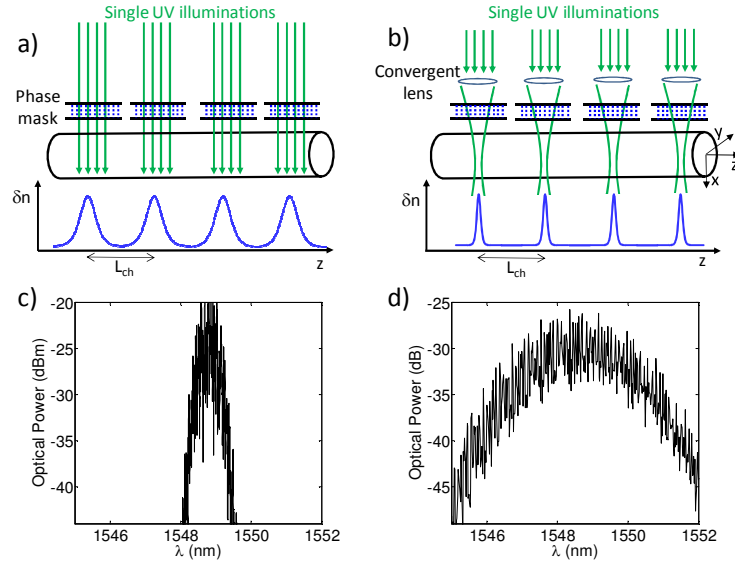 a)
Single UV illuminations
Phase
mask
δn
L_ch
z
b)
Single UV illuminations
Convergent
lens
y
z
x
δn
L_ch
z
c)
-20
-25
-30
-35
-40
Optical Power (dBm)
1546 1548 1550 1552
λ (nm)
d)
-25
-30
-35
-40
-45
Optical Power (dB)
1546 1548 1550 1552
λ (nm)